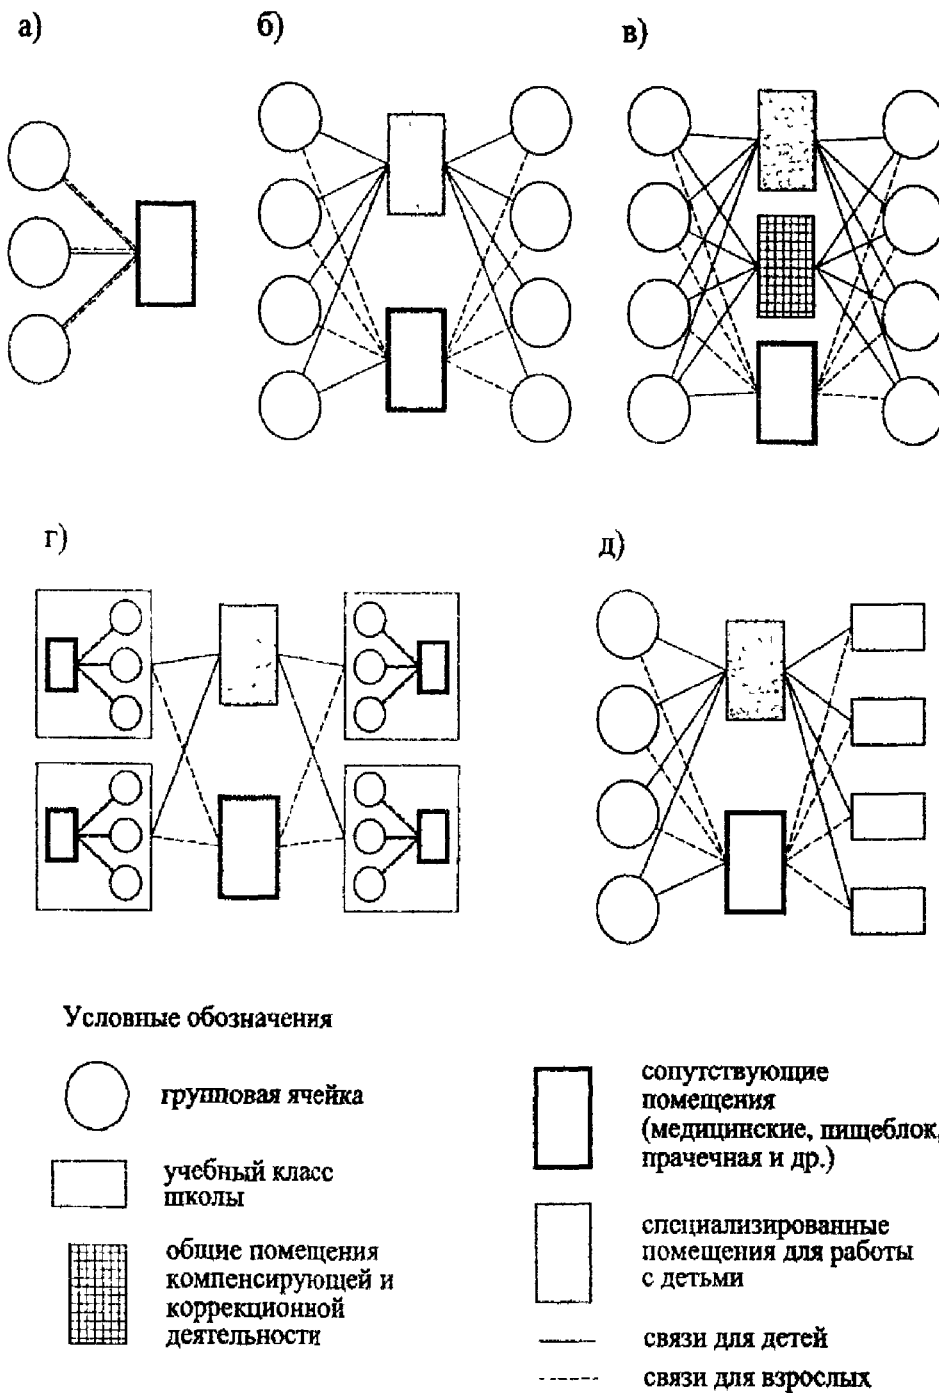 а)
б)
в)
г)
д)
Условные обозначения
групповая ячейка
учебный класс
школы
общие помещения
компенсирующей и
коррекционной
деятельности
сопутствующие
помещения
(медицинские, пищеблок,
прачечная и др.)
специализированные
помещения для работы
с детьми
связи для детей
связи для взрослых